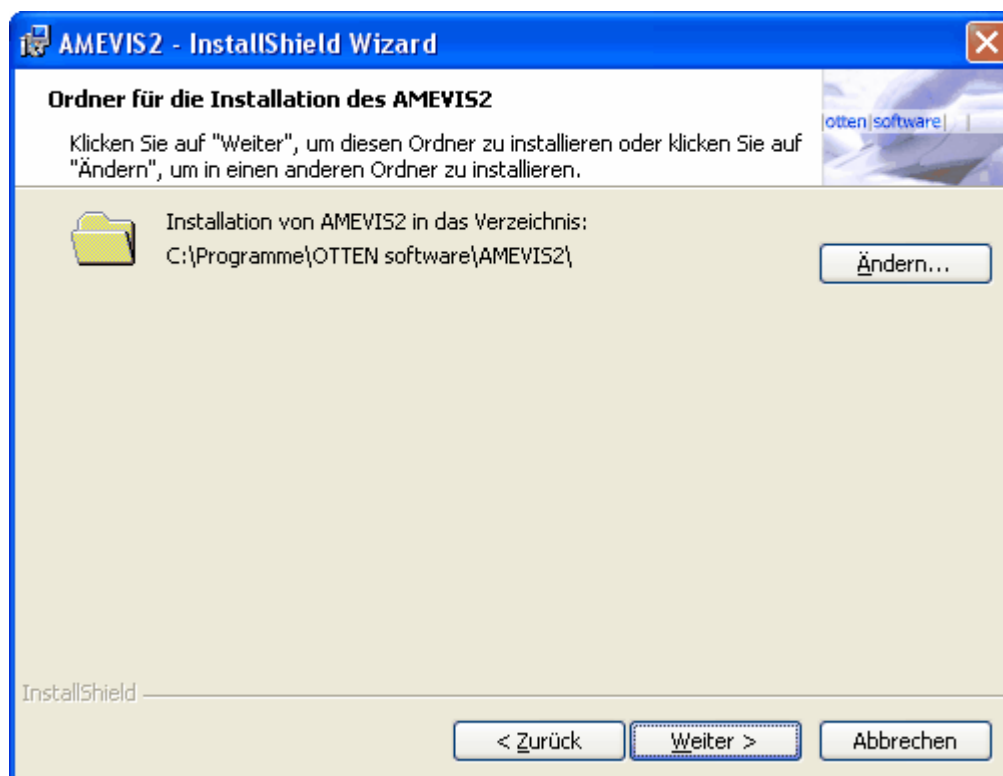 AMEVIS2 - InstallShield Wizard
Ordner für die Installation des AMEVIS2
otten|software| |
Klicken Sie auf "Weiter", um diesen Ordner zu installieren oder klicken Sie auf
"Ändern", um in einen anderen Ordner zu installieren.
Installation von AMEVIS2 in das Verzeichnis:
C:\Programme\OTTEN software\AMEVIS2\
Ändern...
InstallShield
< Zurück
Weiter >
Abbrechen